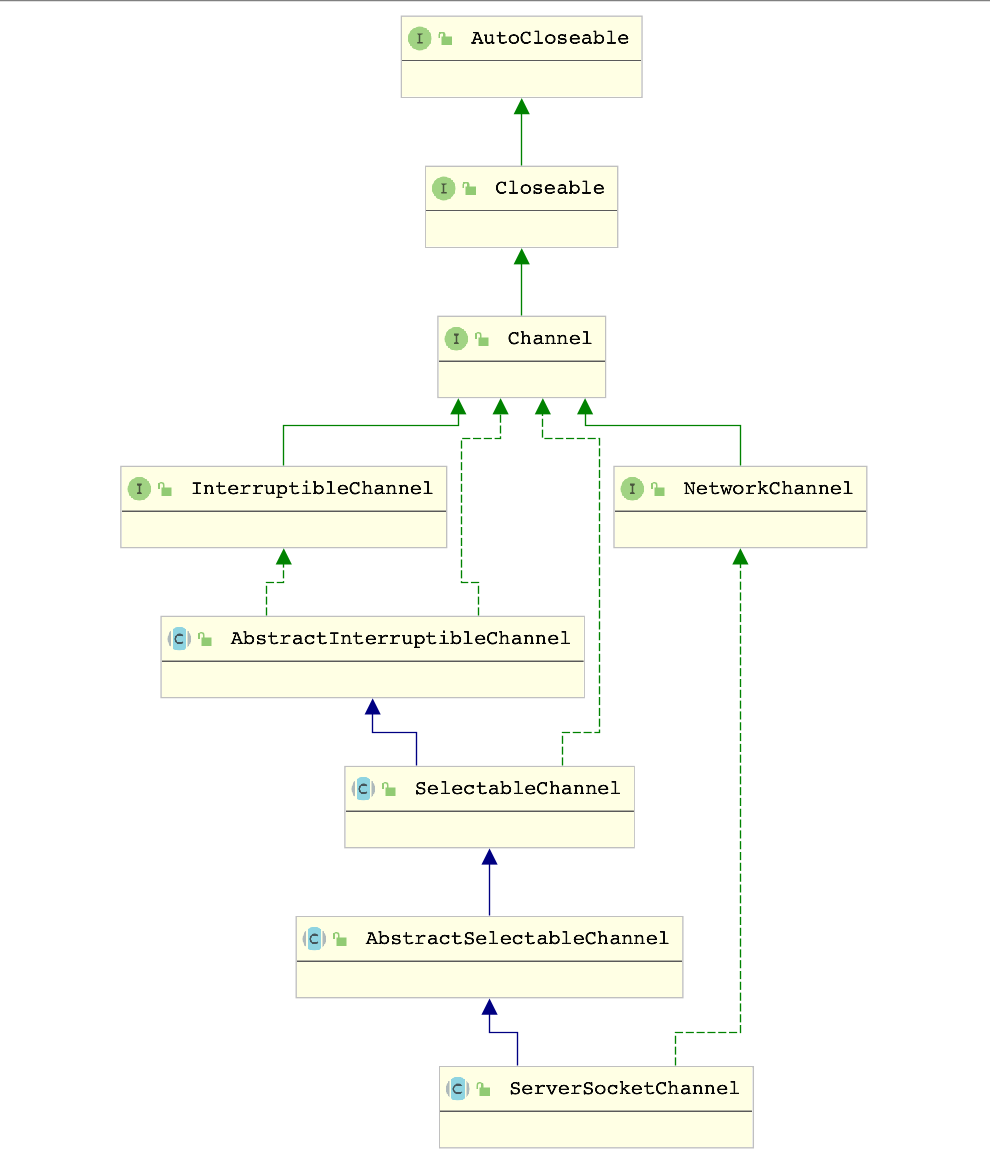 I AutoCloseable
I Closeable
I Channel
I InterruptibleChannel
I NetworkChannel
C AbstractInterruptibleChannel
C SelectableChannel
C AbstractSelectableChannel
C ServerSocketChannel